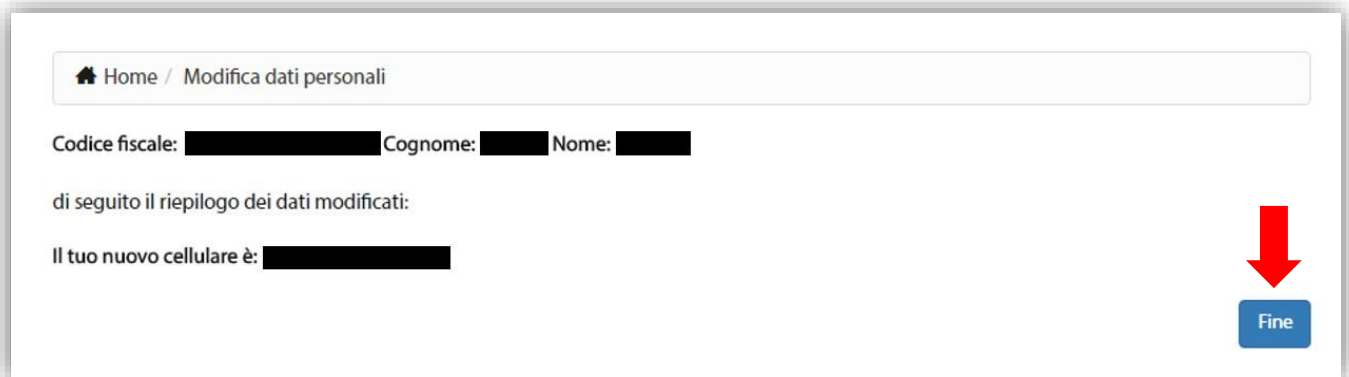 Home / Modifica dati personali
Codice fiscale: Cognome: Nome:
di seguito il riepilogo dei dati modificati:
Il tuo nuovo cellulare è:
Fine